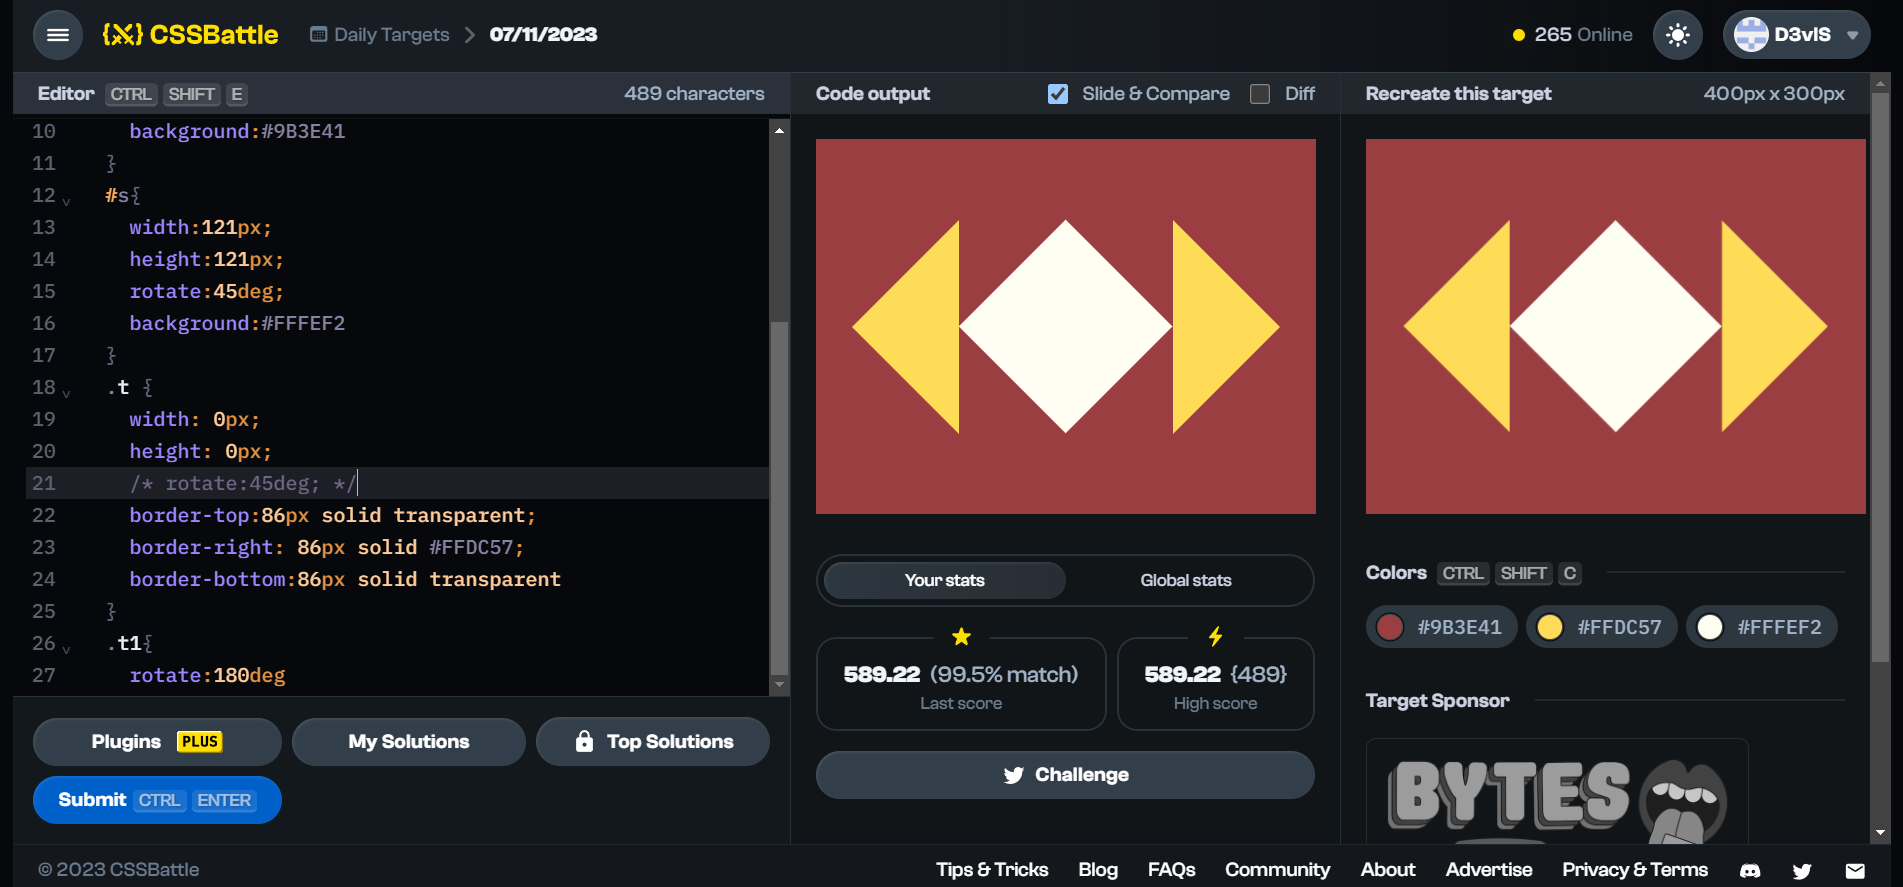 {X} CSSBattle
Daily Targets > 07/11/2023
265 Online
D3vIS
Editor CTRL SHIFT E
489 characters
10 background:#9B3E41
11 }
12 #s{
13 width:121px;
14 height:121px;
15 rotate:45deg;
16 background:#FFFEF2
17 }
18 .t {
19 width: 0px;
20 height: 0px;
21 /* rotate:45deg; */
22 border-top:86px solid transparent;
23 border-right: 86px solid #FFDC57;
24 border-bottom:86px solid transparent
25 }
26 .t1{
27 rotate:180deg
Plugins PLUS
My Solutions
Top Solutions
Submit CTRL ENTER
Code output
Slide & Compare
Diff
Your stats
Global stats
589.22 (99.5% match)
Last score
589.22 {489}
High score
Challenge
Recreate this target
400px x 300px
Colors CTRL SHIFT C
#9B3E41
#FFDC57
#FFFEF2
Target Sponsor
BYTES
© 2023 CSSBattle
Tips & Tricks
Blog
FAQs
Community
About
Advertise
Privacy & Terms